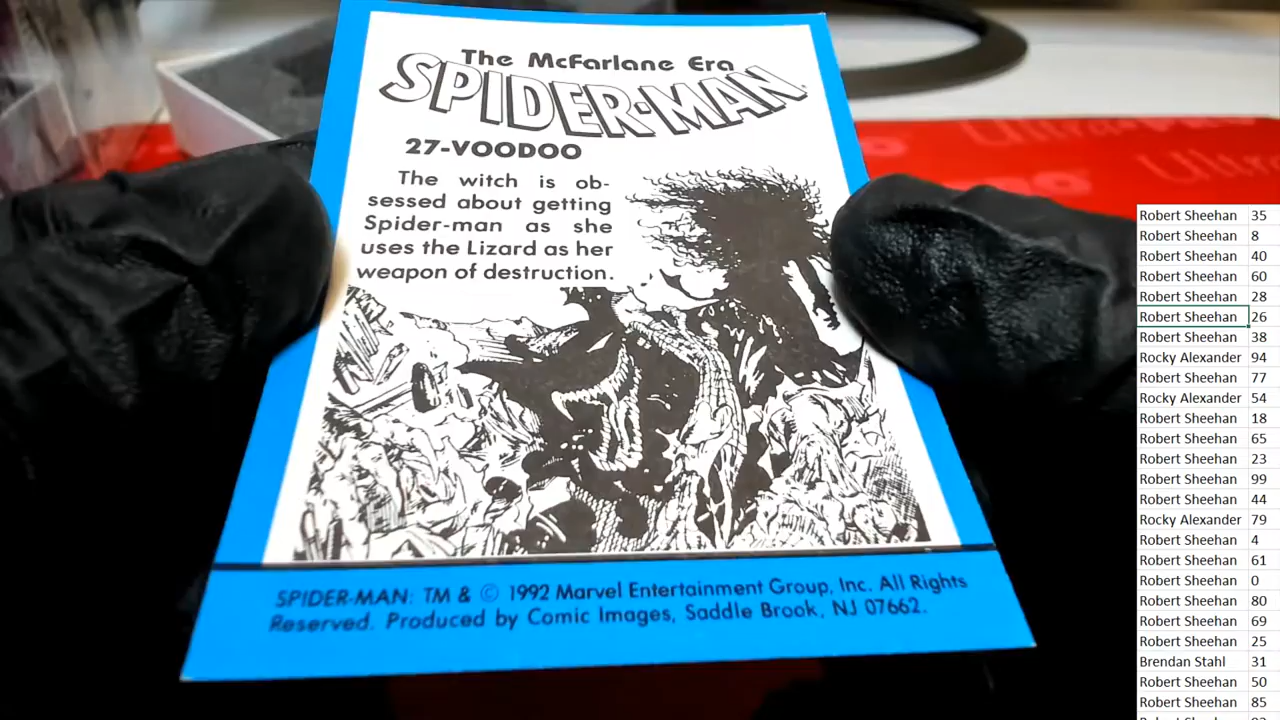 The McFarlane Era
SPIDER-MAN
27-VOODOO
The witch is ob-
sessed about getting
Spider-man as she
uses the Lizard as her
weapon of destruction.
SPIDER-MAN: TM & © 1992 Marvel Entertainment Group, Inc. All Rights
Reserved. Produced by Comic Images, Saddle Brook, NJ 07662.
Ultra PRO
Ultra
Robert Sheehan 35
Robert Sheehan 8
Robert Sheehan 40
Robert Sheehan 60
Robert Sheehan 28
Robert Sheehan 26
Robert Sheehan 38
Rocky Alexander 94
Robert Sheehan 77
Rocky Alexander 54
Robert Sheehan 18
Robert Sheehan 65
Robert Sheehan 23
Robert Sheehan 99
Robert Sheehan 44
Rocky Alexander 79
Robert Sheehan 4
Robert Sheehan 61
Robert Sheehan 0
Robert Sheehan 80
Robert Sheehan 69
Robert Sheehan 25
Brendan Stahl 31
Robert Sheehan 50
Robert Sheehan 85